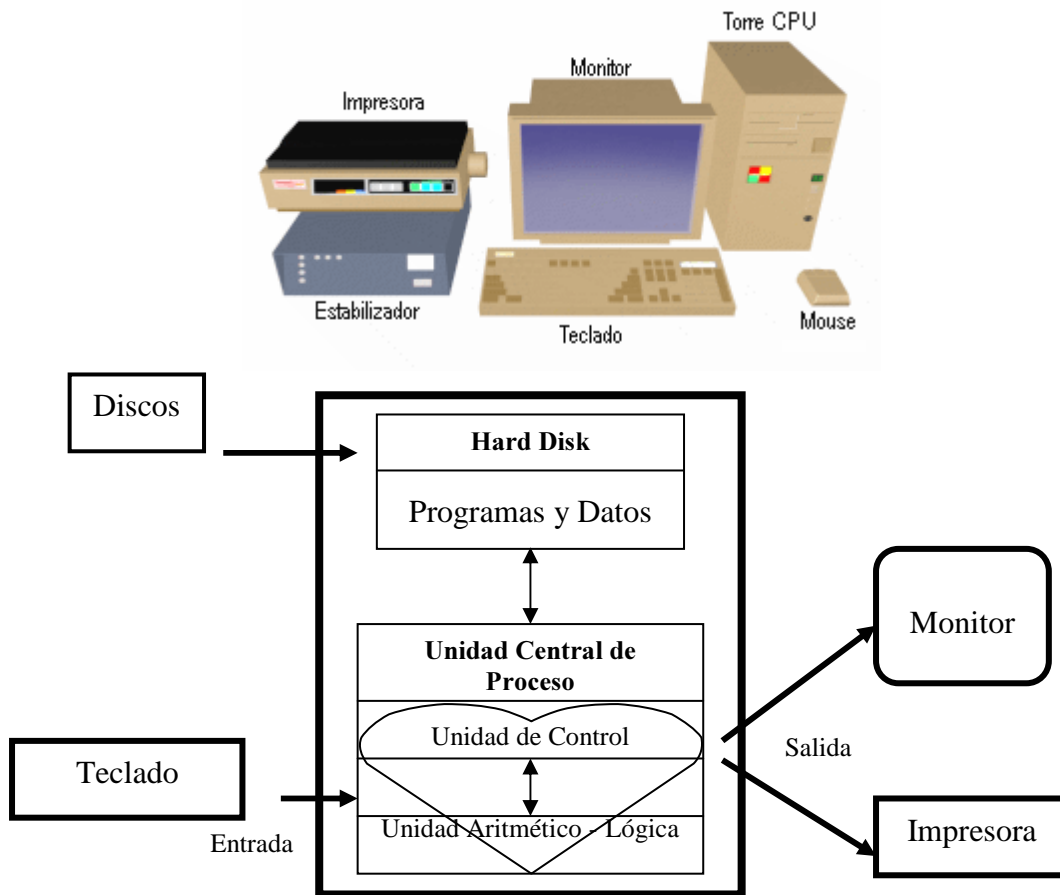 Torre CPU
Monitor
Impresora
Estabilizador
Teclado
Mouse
Discos
Hard Disk
Programas y Datos
Unidad Central de
Proceso
Monitor
Unidad de Control
Salida
Teclado
Unidad Aritmético - Lógica
Impresora
Entrada